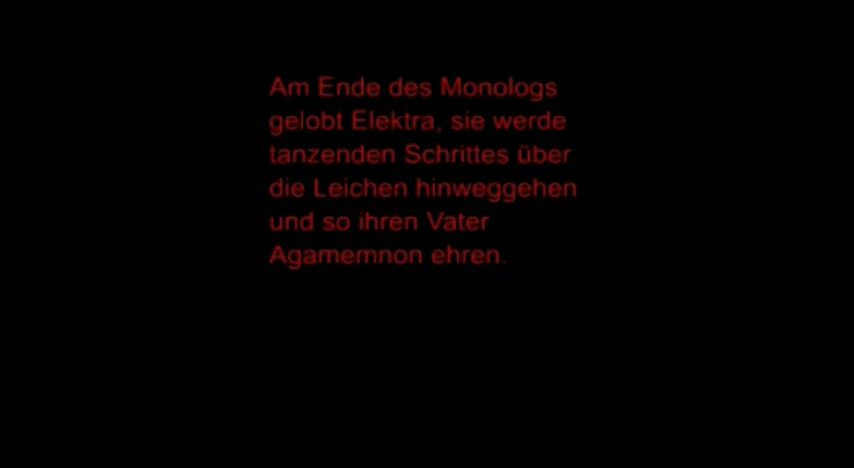 Am Ende des Monologs
gelobt Elektra, sie werde
tanzenden Schrittes über
die Leichen hinweggehen
und so ihren Vater
Agamemnon ehren.